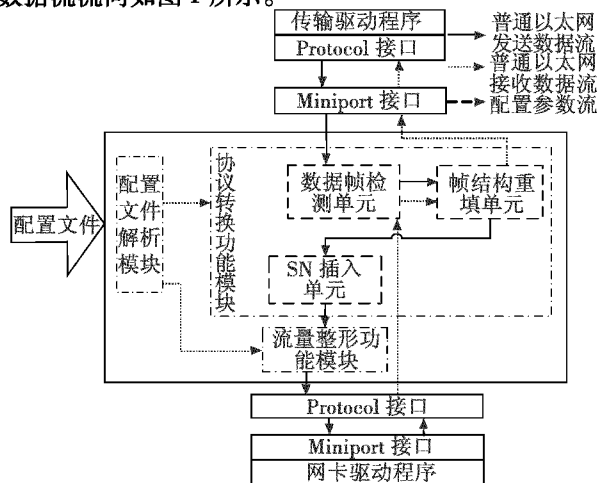 数据流流向如图1所示。
传输驱动程序
Protocol 接口
Miniport 接口
普通以太网
发送数据流
普通以太网
接收数据流
配置参数流
配置文件
配置
文件
解析
模块
协议转换功能模块
数据帧检
测单元
帧结构重
填单元
SN 插入
单元
流量整形功
能模块
Protocol 接口
Miniport 接口
网卡驱动程序